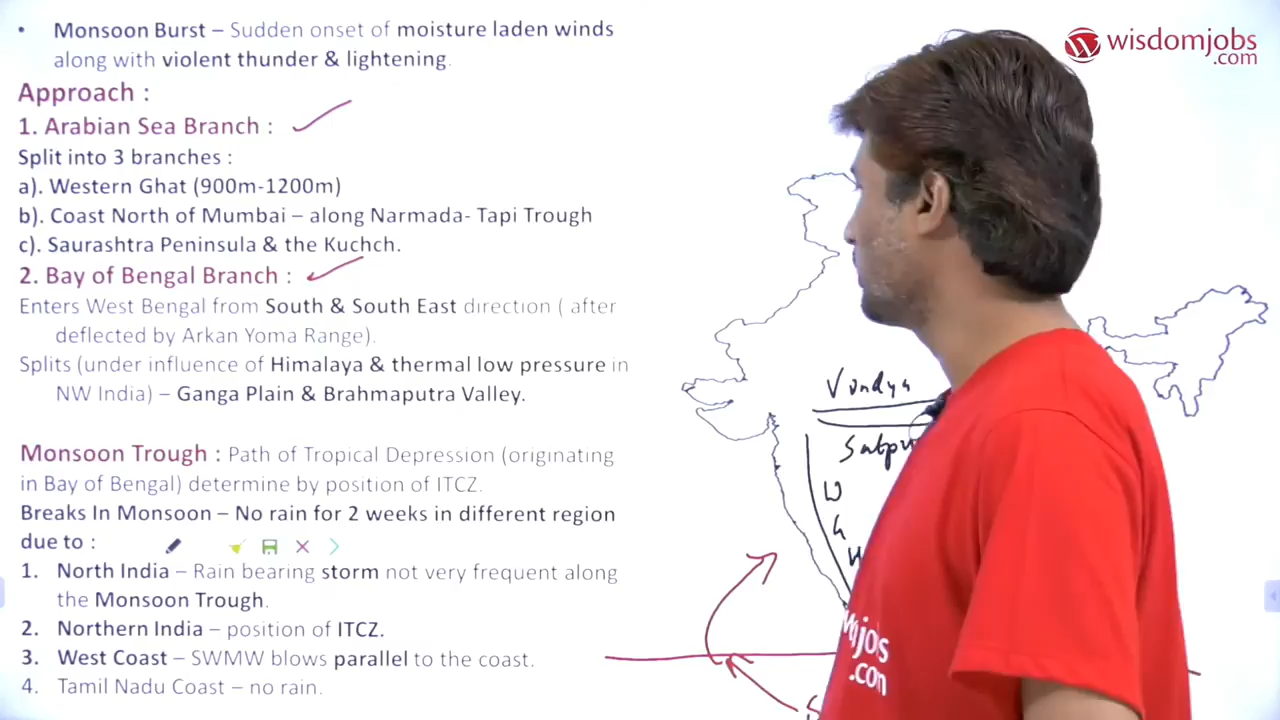 • Monsoon Burst – Sudden onset of moisture laden winds
along with violent thunder & lightening.
Approach :
1. Arabian Sea Branch :
Split into 3 branches :
a). Western Ghat (900m-1200m)
b). Coast North of Mumbai – along Narmada- Tapi Trough
c). Saurashtra Peninsula & the Kuchch.
2. Bay of Bengal Branch :
Enters West Bengal from South & South East direction ( after
deflected by Arkan Yoma Range).
Splits (under influence of Himalaya & thermal low pressure in
NW India) – Ganga Plain & Brahmaputra Valley.
Monsoon Trough : Path of Tropical Depression (originating
in Bay of Bengal) determine by position of ITCZ.
Breaks In Monsoon – No rain for 2 weeks in different region
due to :
1. North India – Rain bearing storm not very frequent along
the Monsoon Trough.
2. Northern India – position of ITCZ.
3. West Coast – SWMW blows parallel to the coast.
4. Tamil Nadu Coast – no rain.
wisdomjobs
.com
W
G
.com